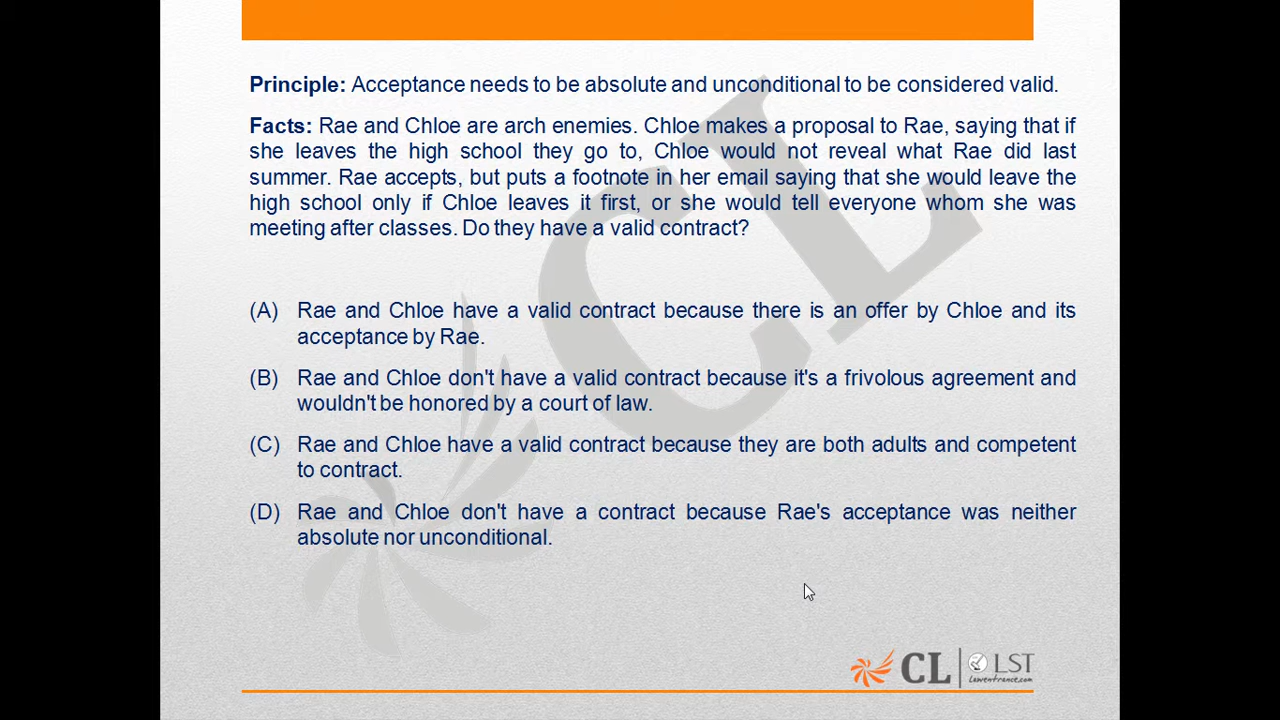 Principle: Acceptance needs to be absolute and unconditional to be considered valid.
Facts: Rae and Chloe are arch enemies. Chloe makes a proposal to Rae, saying that if
she leaves the high school they go to, Chloe would not reveal what Rae did last
summer. Rae accepts, but puts a footnote in her email saying that she would leave the
high school only if Chloe leaves it first, or she would tell everyone whom she was
meeting after classes. Do they have a valid contract?
(A) Rae and Chloe have a valid contract because there is an offer by Chloe and its
acceptance by Rae.
(B) Rae and Chloe don't have a valid contract because it's a frivolous agreement and
wouldn't be honored by a court of law.
(C) Rae and Chloe have a valid contract because they are both adults and competent
to contract.
(D) Rae and Chloe don't have a contract because Rae's acceptance was neither
absolute nor unconditional.
CL
CL LST
Lawentrance.com